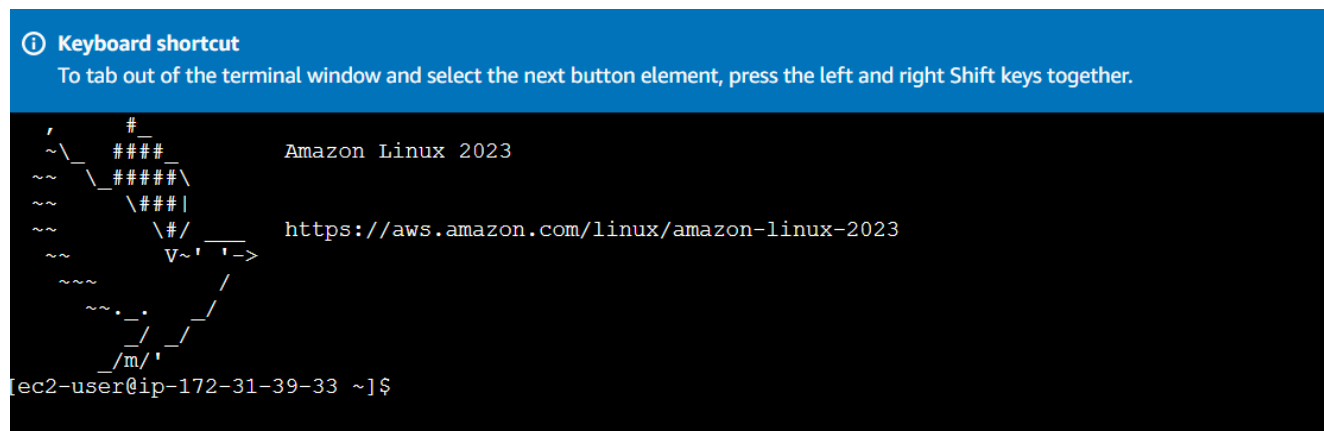 Keyboard shortcut
To tab out of the terminal window and select the next button element, press the left and right Shift keys together.
   ,     #_
   ~\_  ####_        Amazon Linux 2023
  ~~  \_#####\
  ~~     \###|
  ~~       \#/ ___   https://aws.amazon.com/linux/amazon-linux-2023
   ~~       V~' '->
    ~~~         /
      ~~._.   _/
         _/ _/
       _/m/'
[ec2-user@ip-172-31-39-33 ~]$